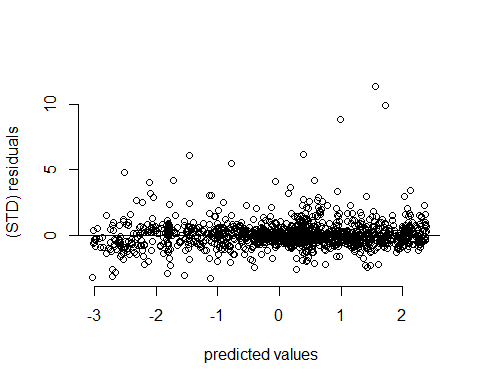 (STD) residuals
10
5
0
-3 -2 -1 0 1 2
predicted values